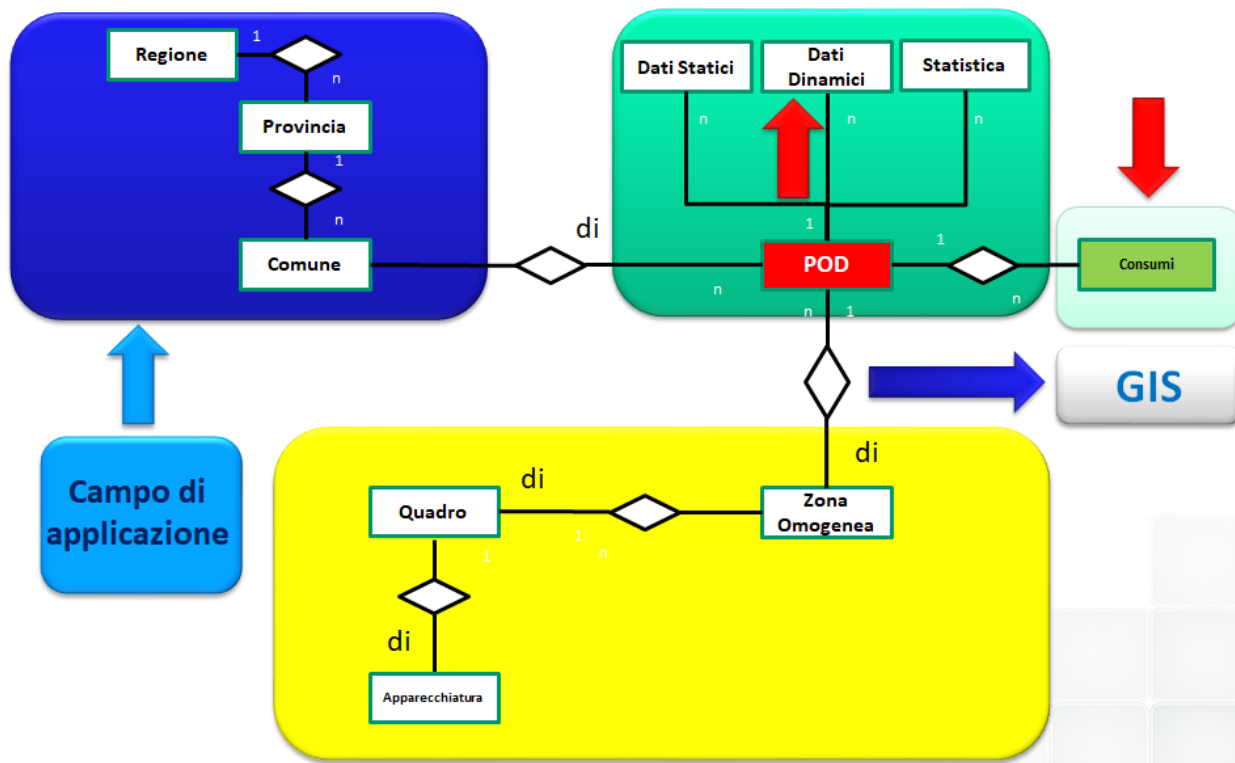 Regione
1
n
Provincia
1
n
Comune
di
Dati Statici
Dati
Dinamici
Statistica
n
n
n
1
POD
1
n
n
n
1
Consumi
GIS
Campo di
applicazione
di
di
Quadro
Zona
Omogenea
1
n
1
di
Apparecchiatura